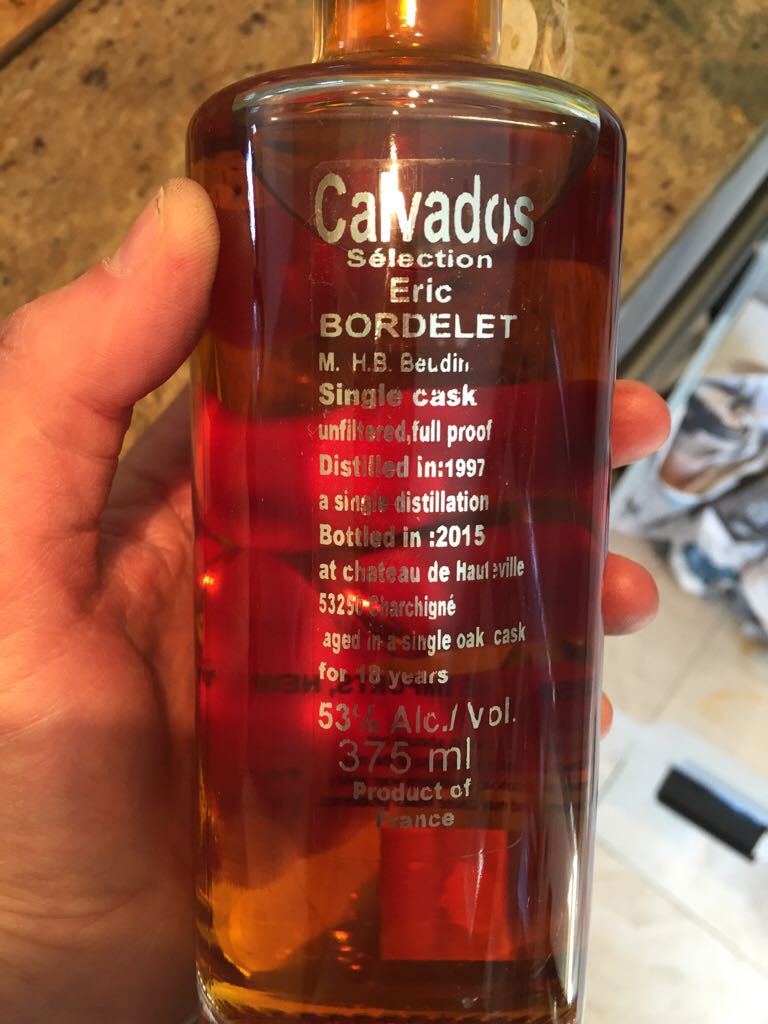 Calvados
Sélection
Eric
BORDELET
M. H.B. Beudin
Single cask
unfiltered,full proof
Distilled in:1997
a single distillation
Bottled in :2015
at chateau de Hauteville
53250 Charchigné
aged in a single oak cask
for 18 years
53% Alc./ Vol.
375 ml
Product of
France